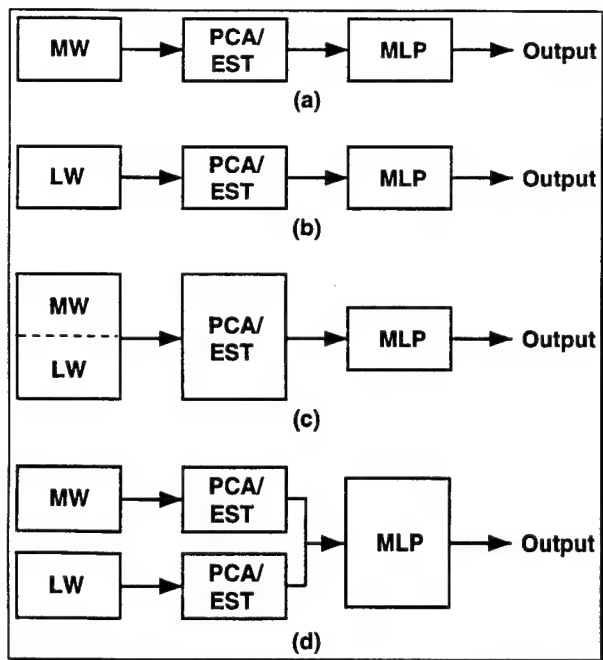 MW
PCA/
EST
MLP
Output
(a)
LW
PCA/
EST
MLP
Output
(b)
MW
LW
PCA/
EST
MLP
Output
(c)
MW
PCA/
EST
LW
PCA/
EST
MLP
Output
(d)